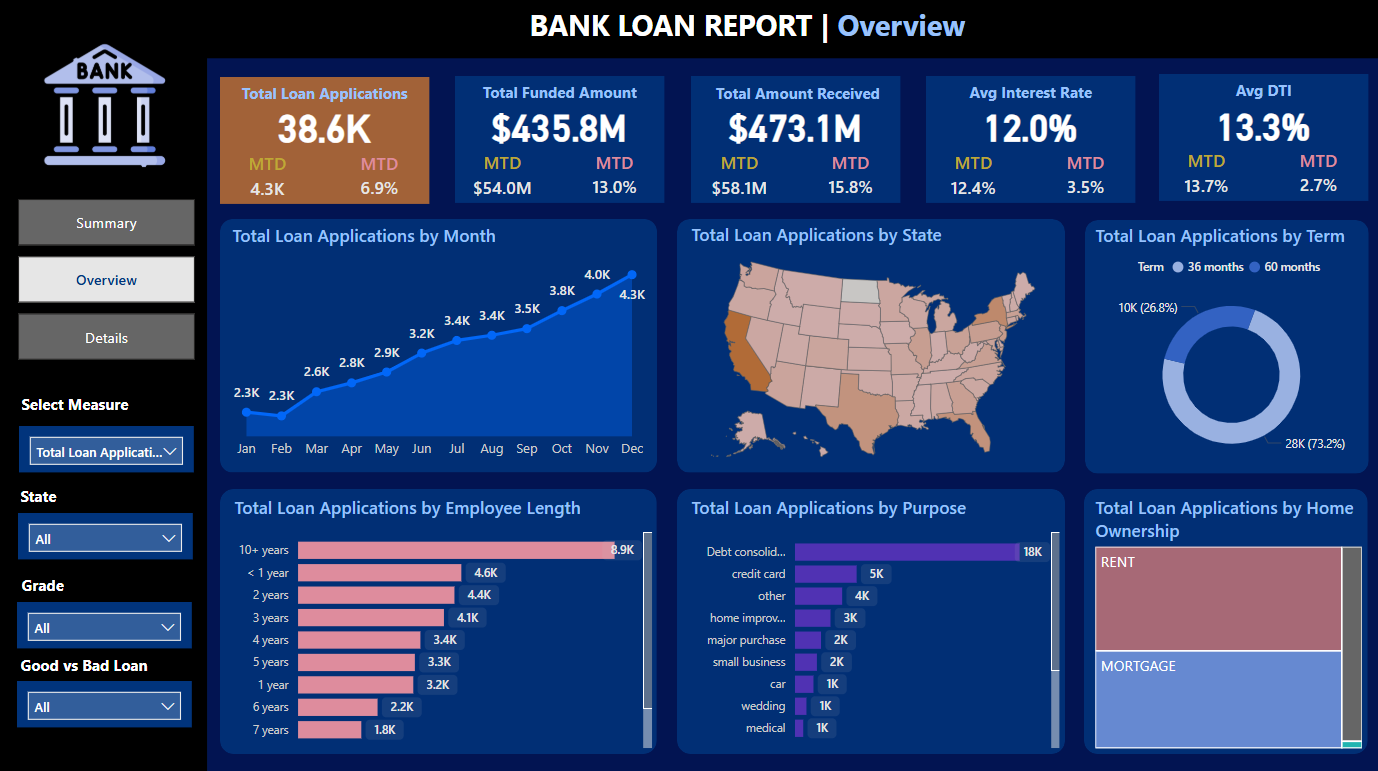 BANK LOAN REPORT | Overview
BANK
Summary
Overview
Details
Select Measure
Total Loan Applicati...
State
All
Grade
All
Good vs Bad Loan
All
Total Loan Applications
38.6K
MTD MTD
4.3K 6.9%
Total Funded Amount
$435.8M
MTD MTD
$54.0M 13.0%
Total Amount Received
$473.1M
MTD MTD
$58.1M 15.8%
Avg Interest Rate
12.0%
MTD MTD
12.4% 3.5%
Avg DTI
13.3%
MTD MTD
13.7% 2.7%
Total Loan Applications by Month
2.3K 2.3K 2.6K 2.8K 2.9K 3.2K 3.4K 3.4K 3.5K 3.8K 4.0K 4.3K
Jan Feb Mar Apr May Jun Jul Aug Sep Oct Nov Dec
Total Loan Applications by State
Total Loan Applications by Term
Term 36 months 60 months
10K (26.8%)
28K (73.2%)
Total Loan Applications by Employee Length
10+ years 8.9K
< 1 year 4.6K
2 years 4.4K
3 years 4.1K
4 years 3.4K
5 years 3.3K
1 year 3.2K
6 years 2.2K
7 years 1.8K
Total Loan Applications by Purpose
Debt consolid... 18K
credit card 5K
other 4K
home improv... 3K
major purchase 2K
small business 2K
car 1K
wedding 1K
medical 1K
Total Loan Applications by Home
Ownership
RENT
MORTGAGE